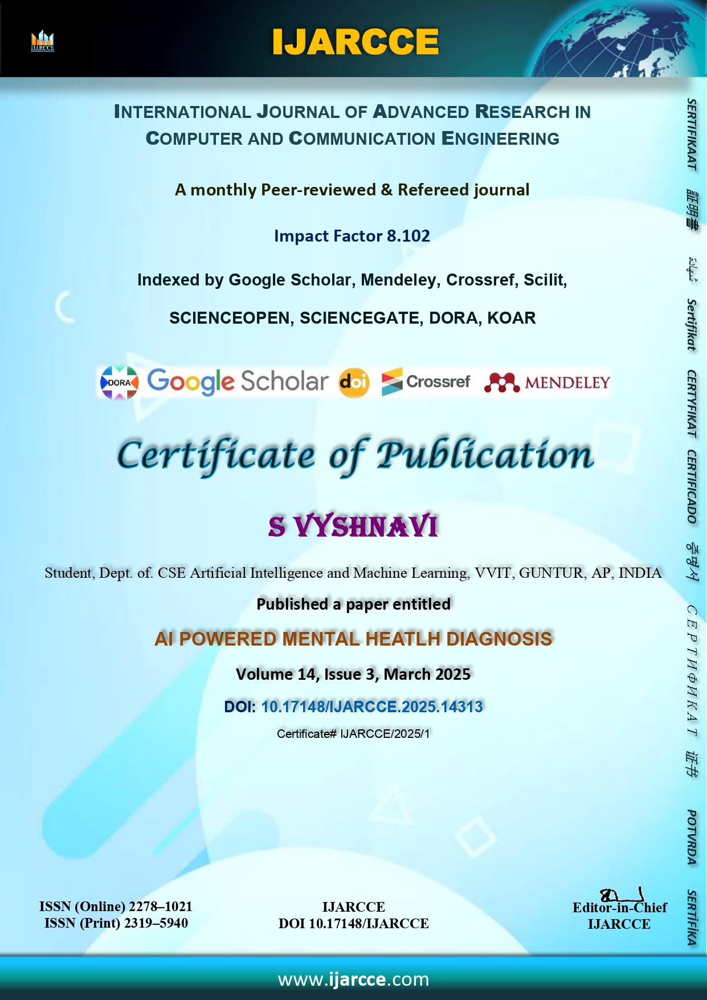 IJARCCE
IJARCCE
INTERNATIONAL JOURNAL OF ADVANCED RESEARCH IN
COMPUTER AND COMMUNICATION ENGINEERING
A monthly Peer-reviewed & Refereed journal
Impact Factor 8.102
Indexed by Google Scholar, Mendeley, Crossref, Scilit,
SCIENCEOPEN, SCIENCEGATE, DORA, KOAR
DORA Google Scholar doi Crossref MENDELEY
Certificate of Publication
S VYSHNAVI
Student, Dept. of. CSE Artificial Intelligence and Machine Learning, VVIT, GUNTUR, AP, INDIA
Published a paper entitled
AI POWERED MENTAL HEATLH DIAGNOSIS
Volume 14, Issue 3, March 2025
DOI: 10.17148/IJARCCE.2025.14313
Certificate# IJARCCE/2025/1
ISSN (Online) 2278–1021
ISSN (Print) 2319–5940
IJARCCE
DOI 10.17148/IJARCCE
Editor-in-Chief
IJARCCE
www.ijarcce.com
SERTIFIKAAT 証明書 شهادة Sertifikat CERTYFIKAT CERTIFICADO 증명서 СЕРТИФИКАТ 证书 POTVRDA SERTİFİKA